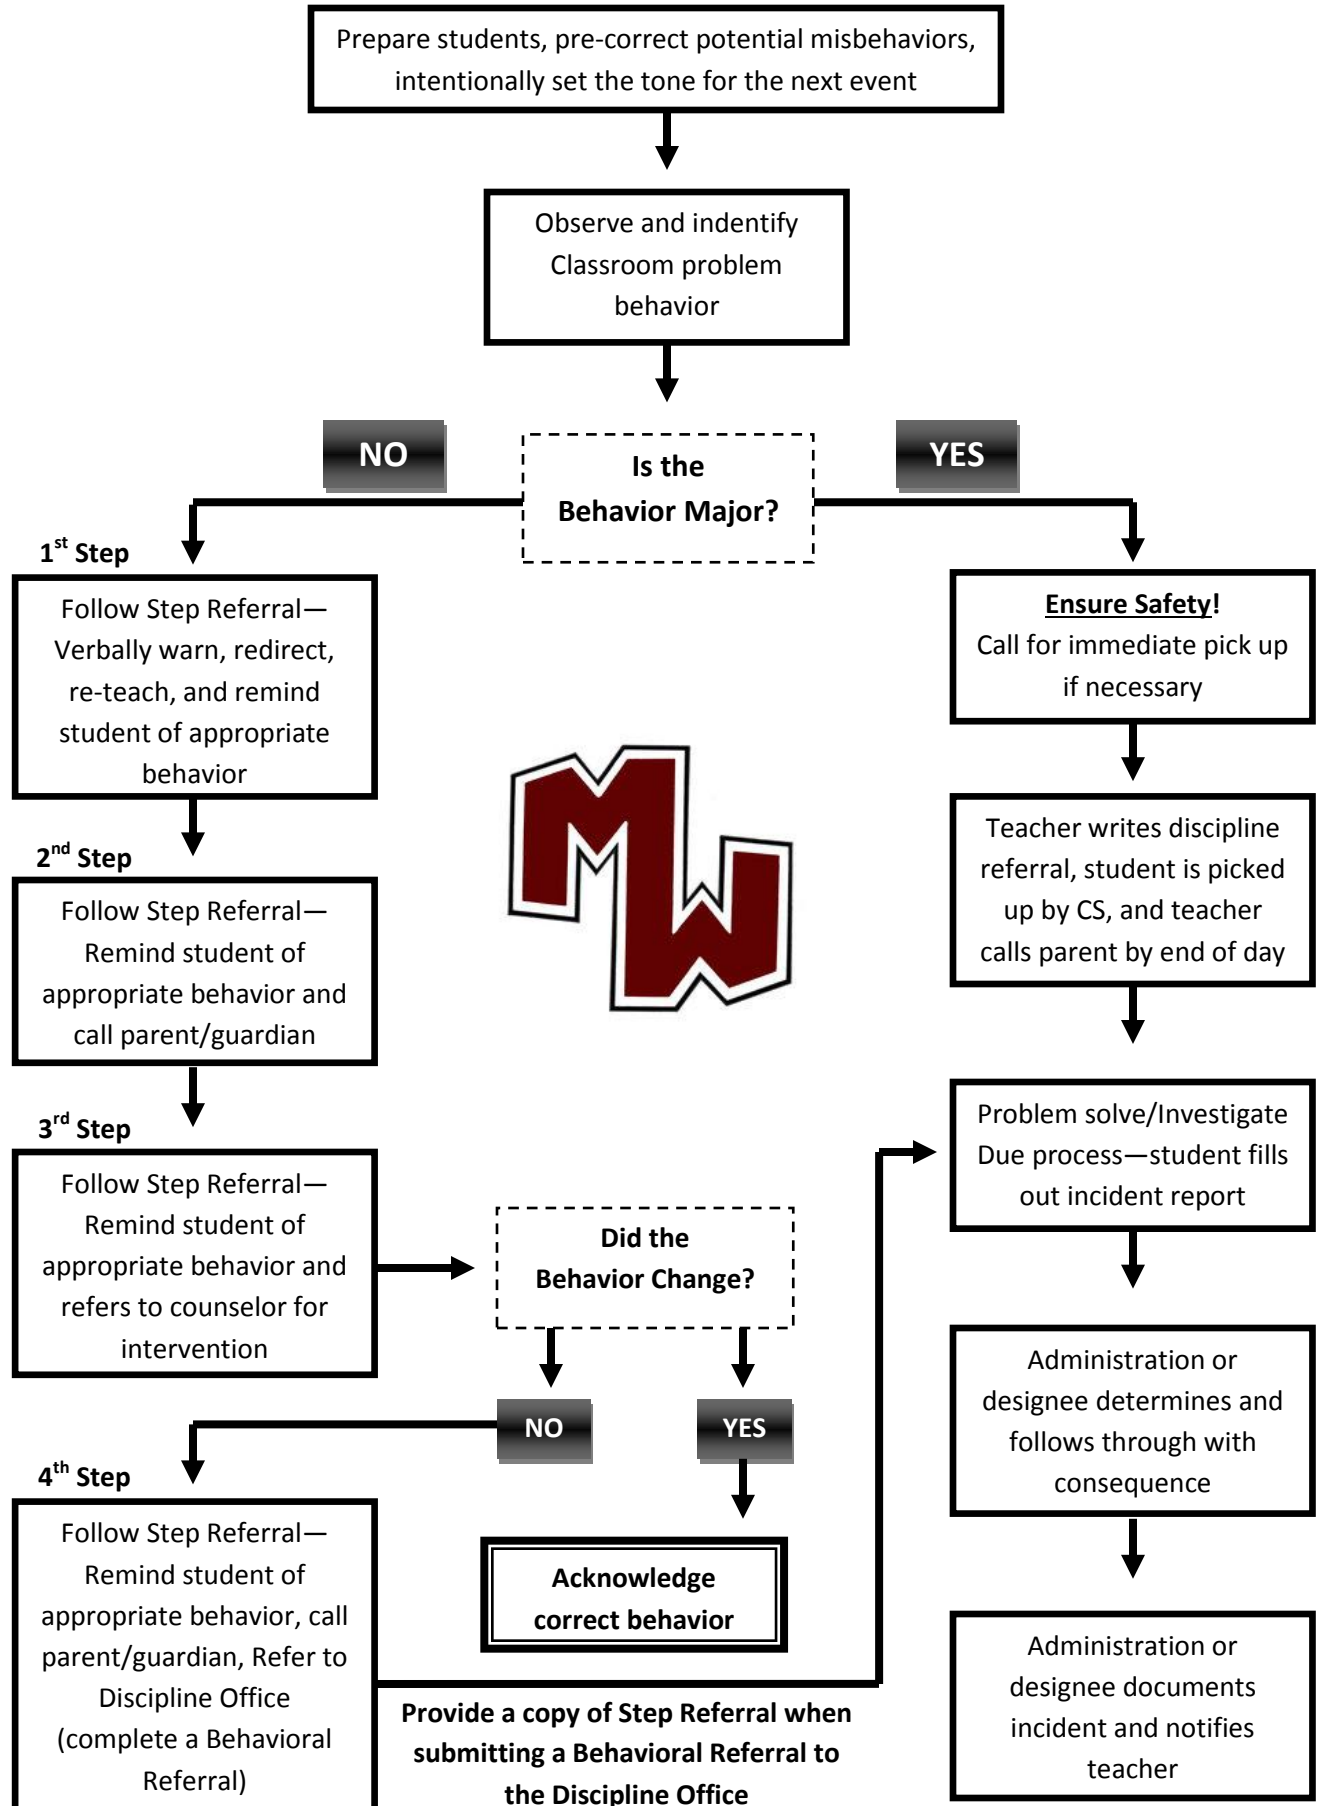 Prepare students, pre-correct potential misbehaviors,
intentionally set the tone for the next event
Observe and indentify
Classroom problem
behavior
NO
Is the
Behavior Major?
YES
1st Step
Follow Step Referral—
Verbally warn, redirect,
re-teach, and remind
student of appropriate
behavior
2nd Step
Follow Step Referral—
Remind student of
appropriate behavior and
call parent/guardian
3rd Step
Follow Step Referral—
Remind student of
appropriate behavior and
refers to counselor for
intervention
Did the
Behavior Change?
NO
YES
Acknowledge
correct behavior
4th Step
Follow Step Referral—
Remind student of
appropriate behavior, call
parent/guardian, Refer to
Discipline Office
(complete a Behavioral
Referral)
Provide a copy of Step Referral when
submitting a Behavioral Referral to
the Discipline Office
MW
Ensure Safety!
Call for immediate pick up
if necessary
Teacher writes discipline
referral, student is picked
up by CS, and teacher
calls parent by end of day
Problem solve/Investigate
Due process—student fills
out incident report
Administration or
designee determines and
follows through with
consequence
Administration or
designee documents
incident and notifies
teacher